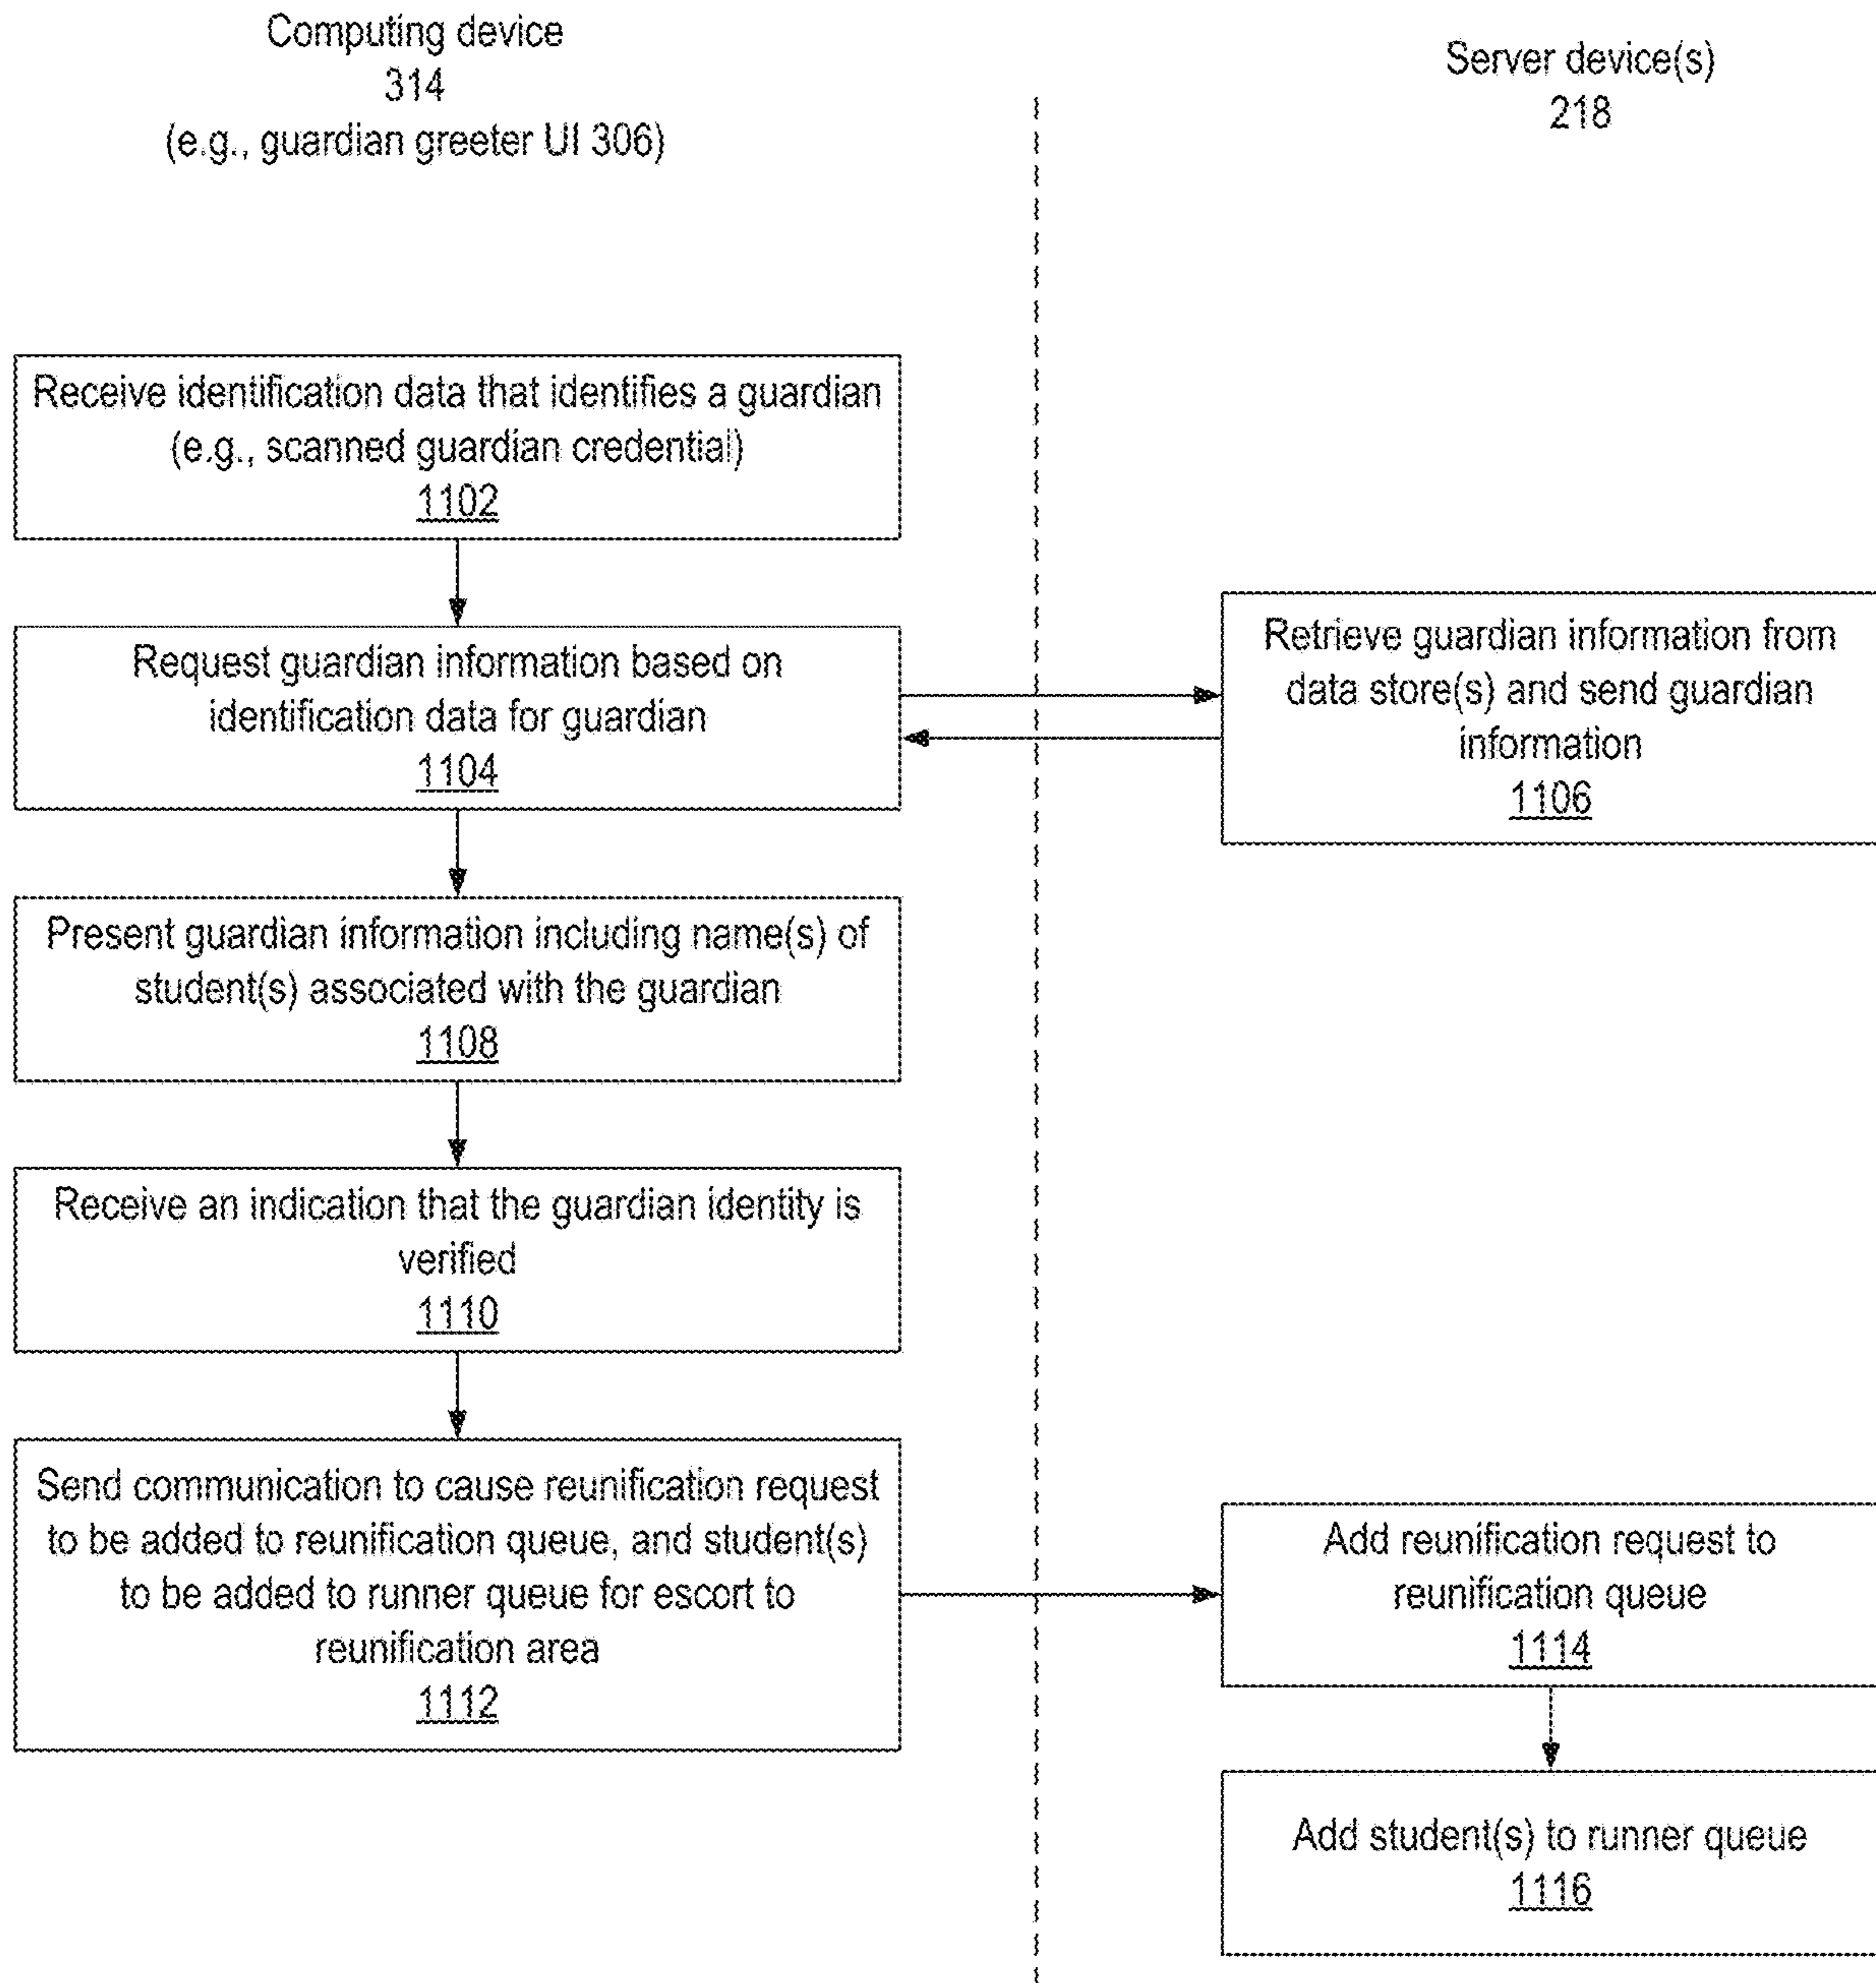 Computing device
314
(e.g., guardian greeter UI 306)
Server device(s)
218
Receive identification data that identifies a guardian
(e.g., scanned guardian credential)
1102
Request guardian information based on
identification data for guardian
1104
Retrieve guardian information from
data store(s) and send guardian
information
1106
Present guardian information including name(s) of
student(s) associated with the guardian
1108
Receive an indication that the guardian identity is
verified
1110
Send communication to cause reunification request
to be added to reunification queue, and student(s)
to be added to runner queue for escort to
reunification area
1112
Add reunification request to
reunification queue
1114
Add student(s) to runner queue
1116